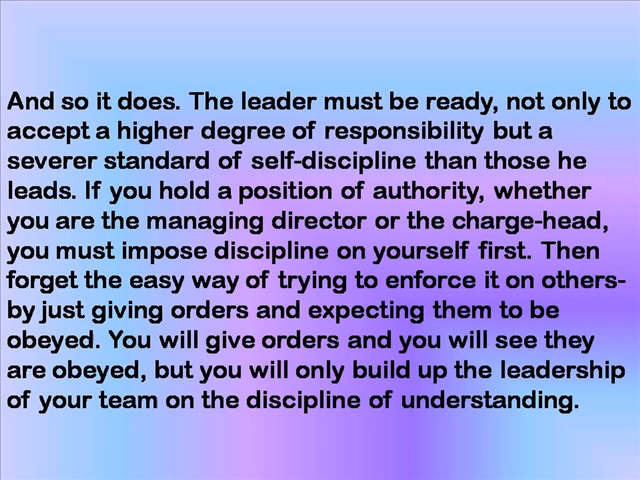 And so it does. The leader must be ready, not only to
accept a higher degree of responsibility but a
severer standard of self-discipline than those he
leads. If you hold a position of authority, whether
you are the managing director or the charge-head,
you must impose discipline on yourself first. Then
forget the easy way of trying to enforce it on others-
by just giving orders and expecting them to be
obeyed. You will give orders and you will see they
are obeyed, but you will only build up the leadership
of your team on the discipline of understanding.